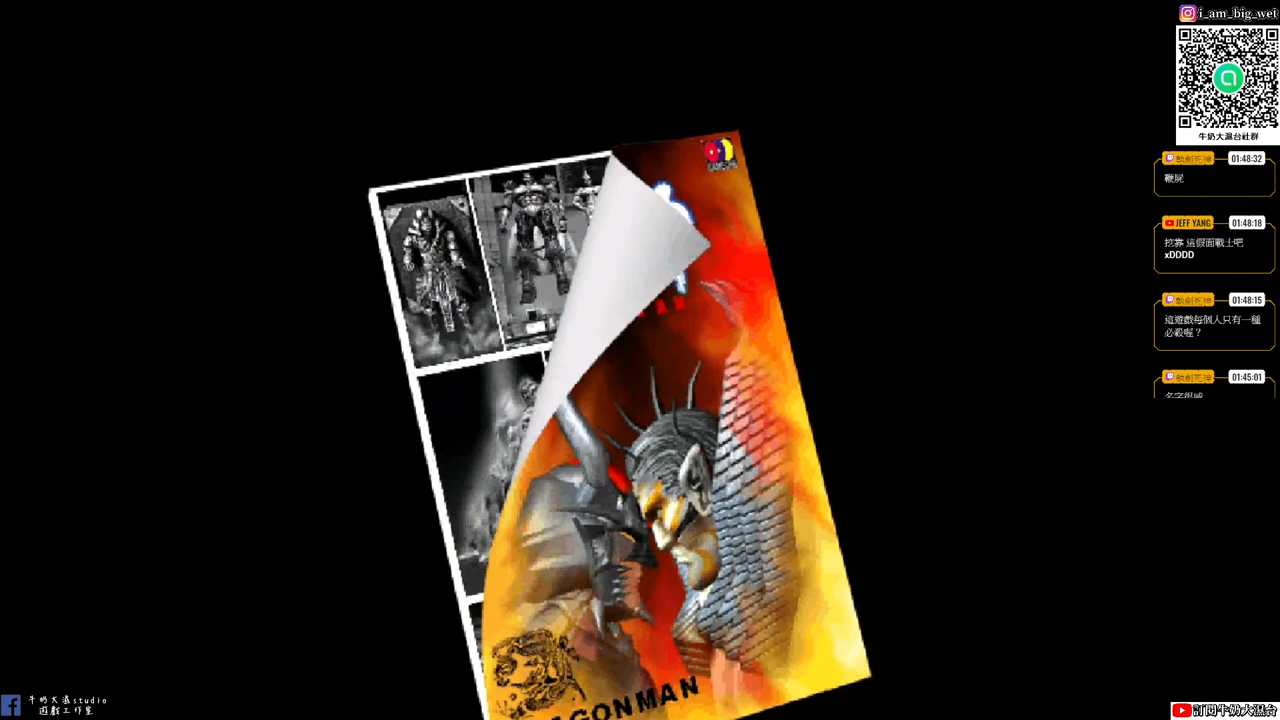 i_am_big_wet
牛奶大濕台社群
01:48:32
鞭屍
JEFF YANG
01:48:18
挖靠 這假面戰士吧
xDDDD
01:48:15
這遊戲每個人只有一種
必殺喔？
01:45:01
AGONMAN
牛奶大濕studio
遊戲工作室
訂閱牛奶大濕台